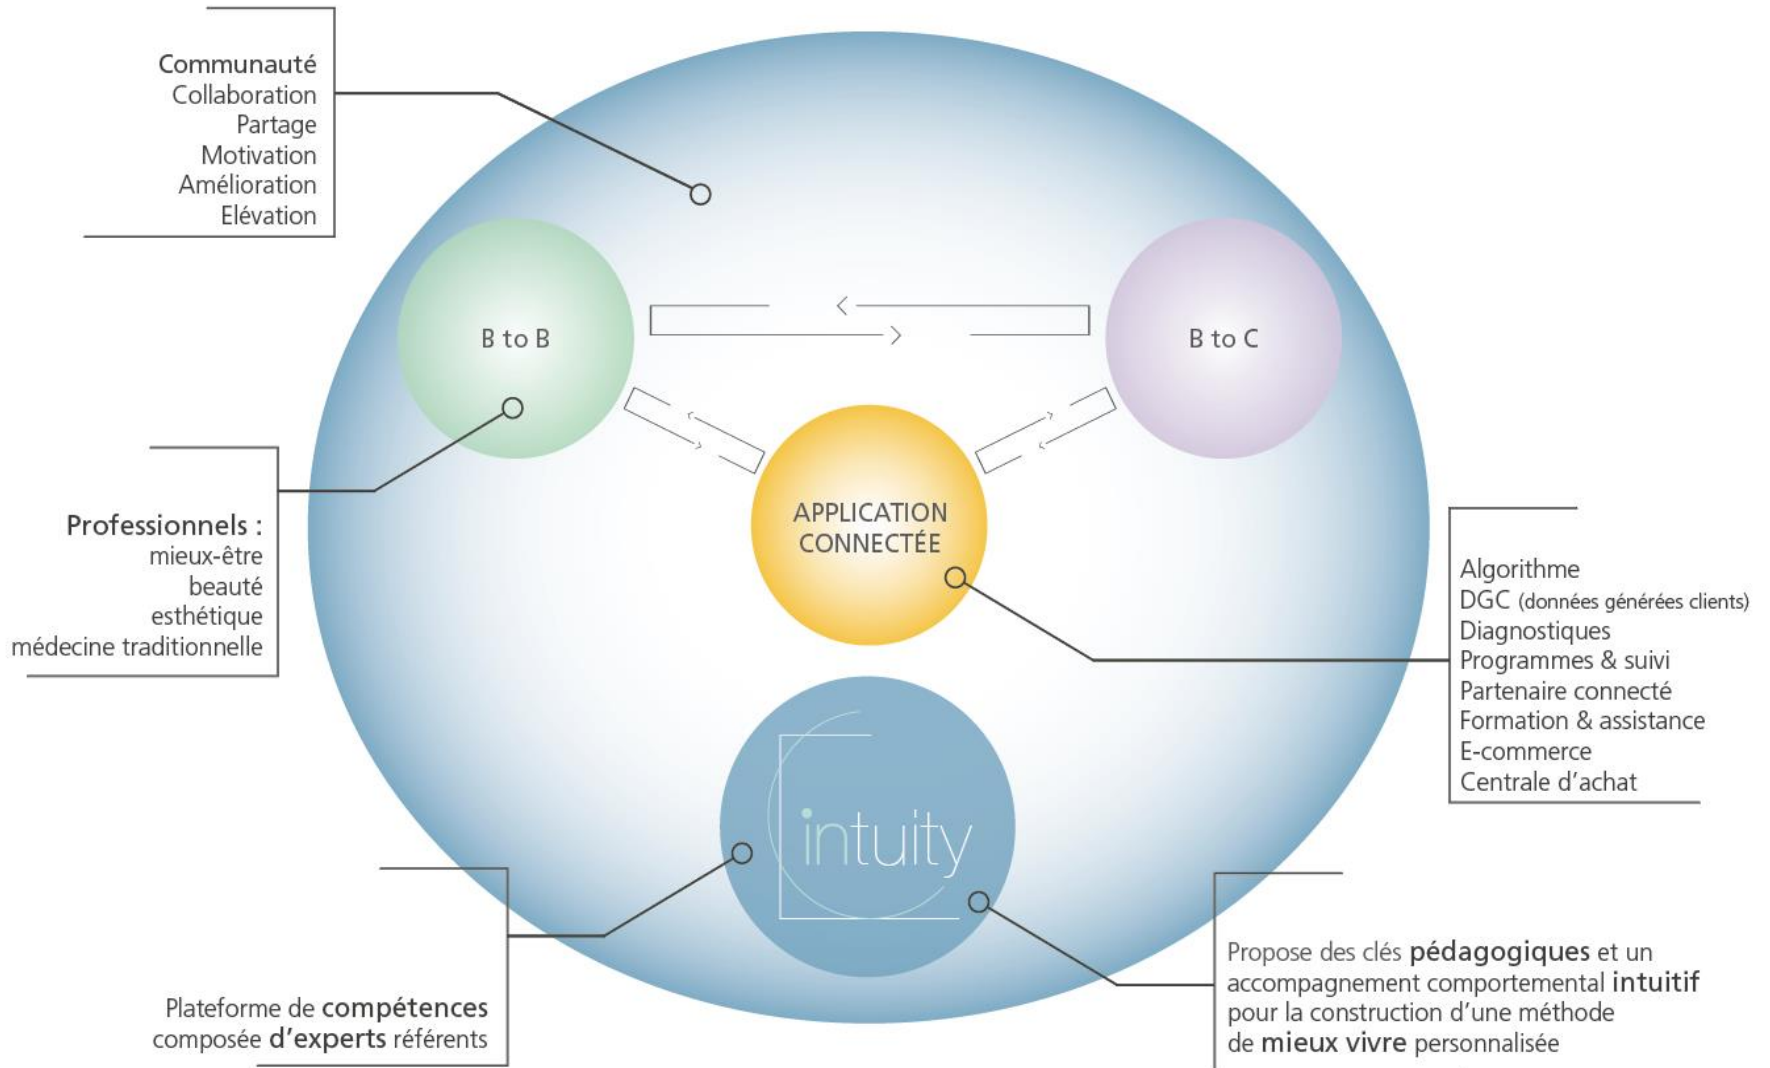 Communauté
Collaboration
Partage
Motivation
Amélioration
Elévation
B to B
B to C
APPLICATION
CONNECTÉE
Professionnels :
mieux-être
beauté
esthétique
médecine traditionnelle
Algorithme
DGC (données générées clients)
Diagnostiques
Programmes & suivi
Partenaire connecté
Formation & assistance
E-commerce
Centrale d'achat
intuity
Plateforme de compétences
composée d'experts référents
Propose des clés pédagogiques et un
accompagnement comportemental intuitif
pour la construction d'une méthode
de mieux vivre personnalisée